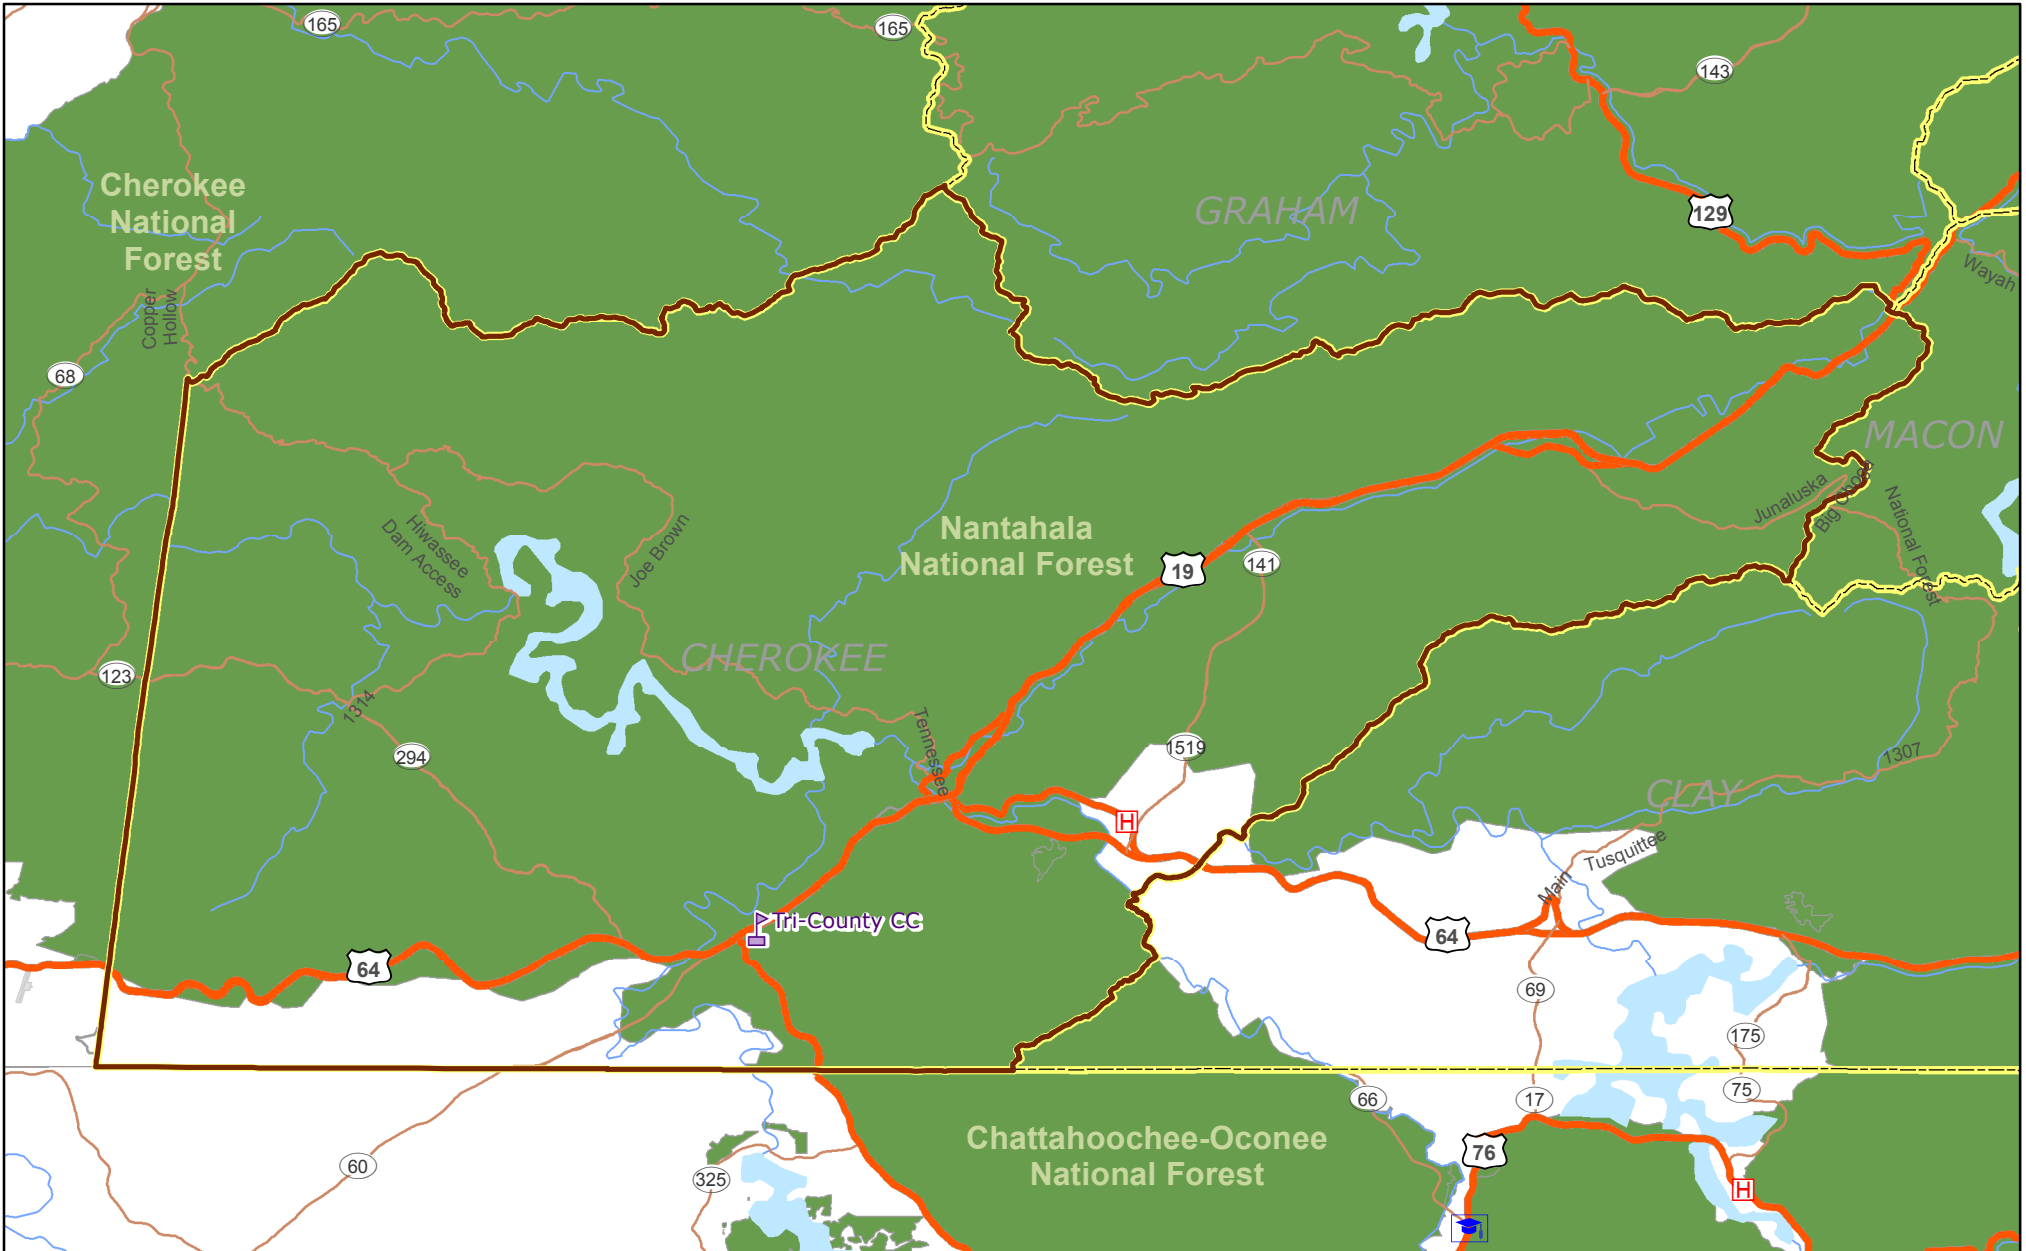 165
165
143
Cherokee
National
Forest
GRAHAM
129
Wayah
Copper
Hollow
68
MACON
Junaluska
Big Choga
National Forest
Hiwassee
Dam Access
Joe Brown
Nantahala
National Forest
19
141
CHEROKEE
123
1314
294
Tennessee
1519
1307
CLAY
H
Tusquittee
Main
Tri-County CC
64
64
69
175
75
66
17
Chattahoochee-Oconee
National Forest
76
60
325
H